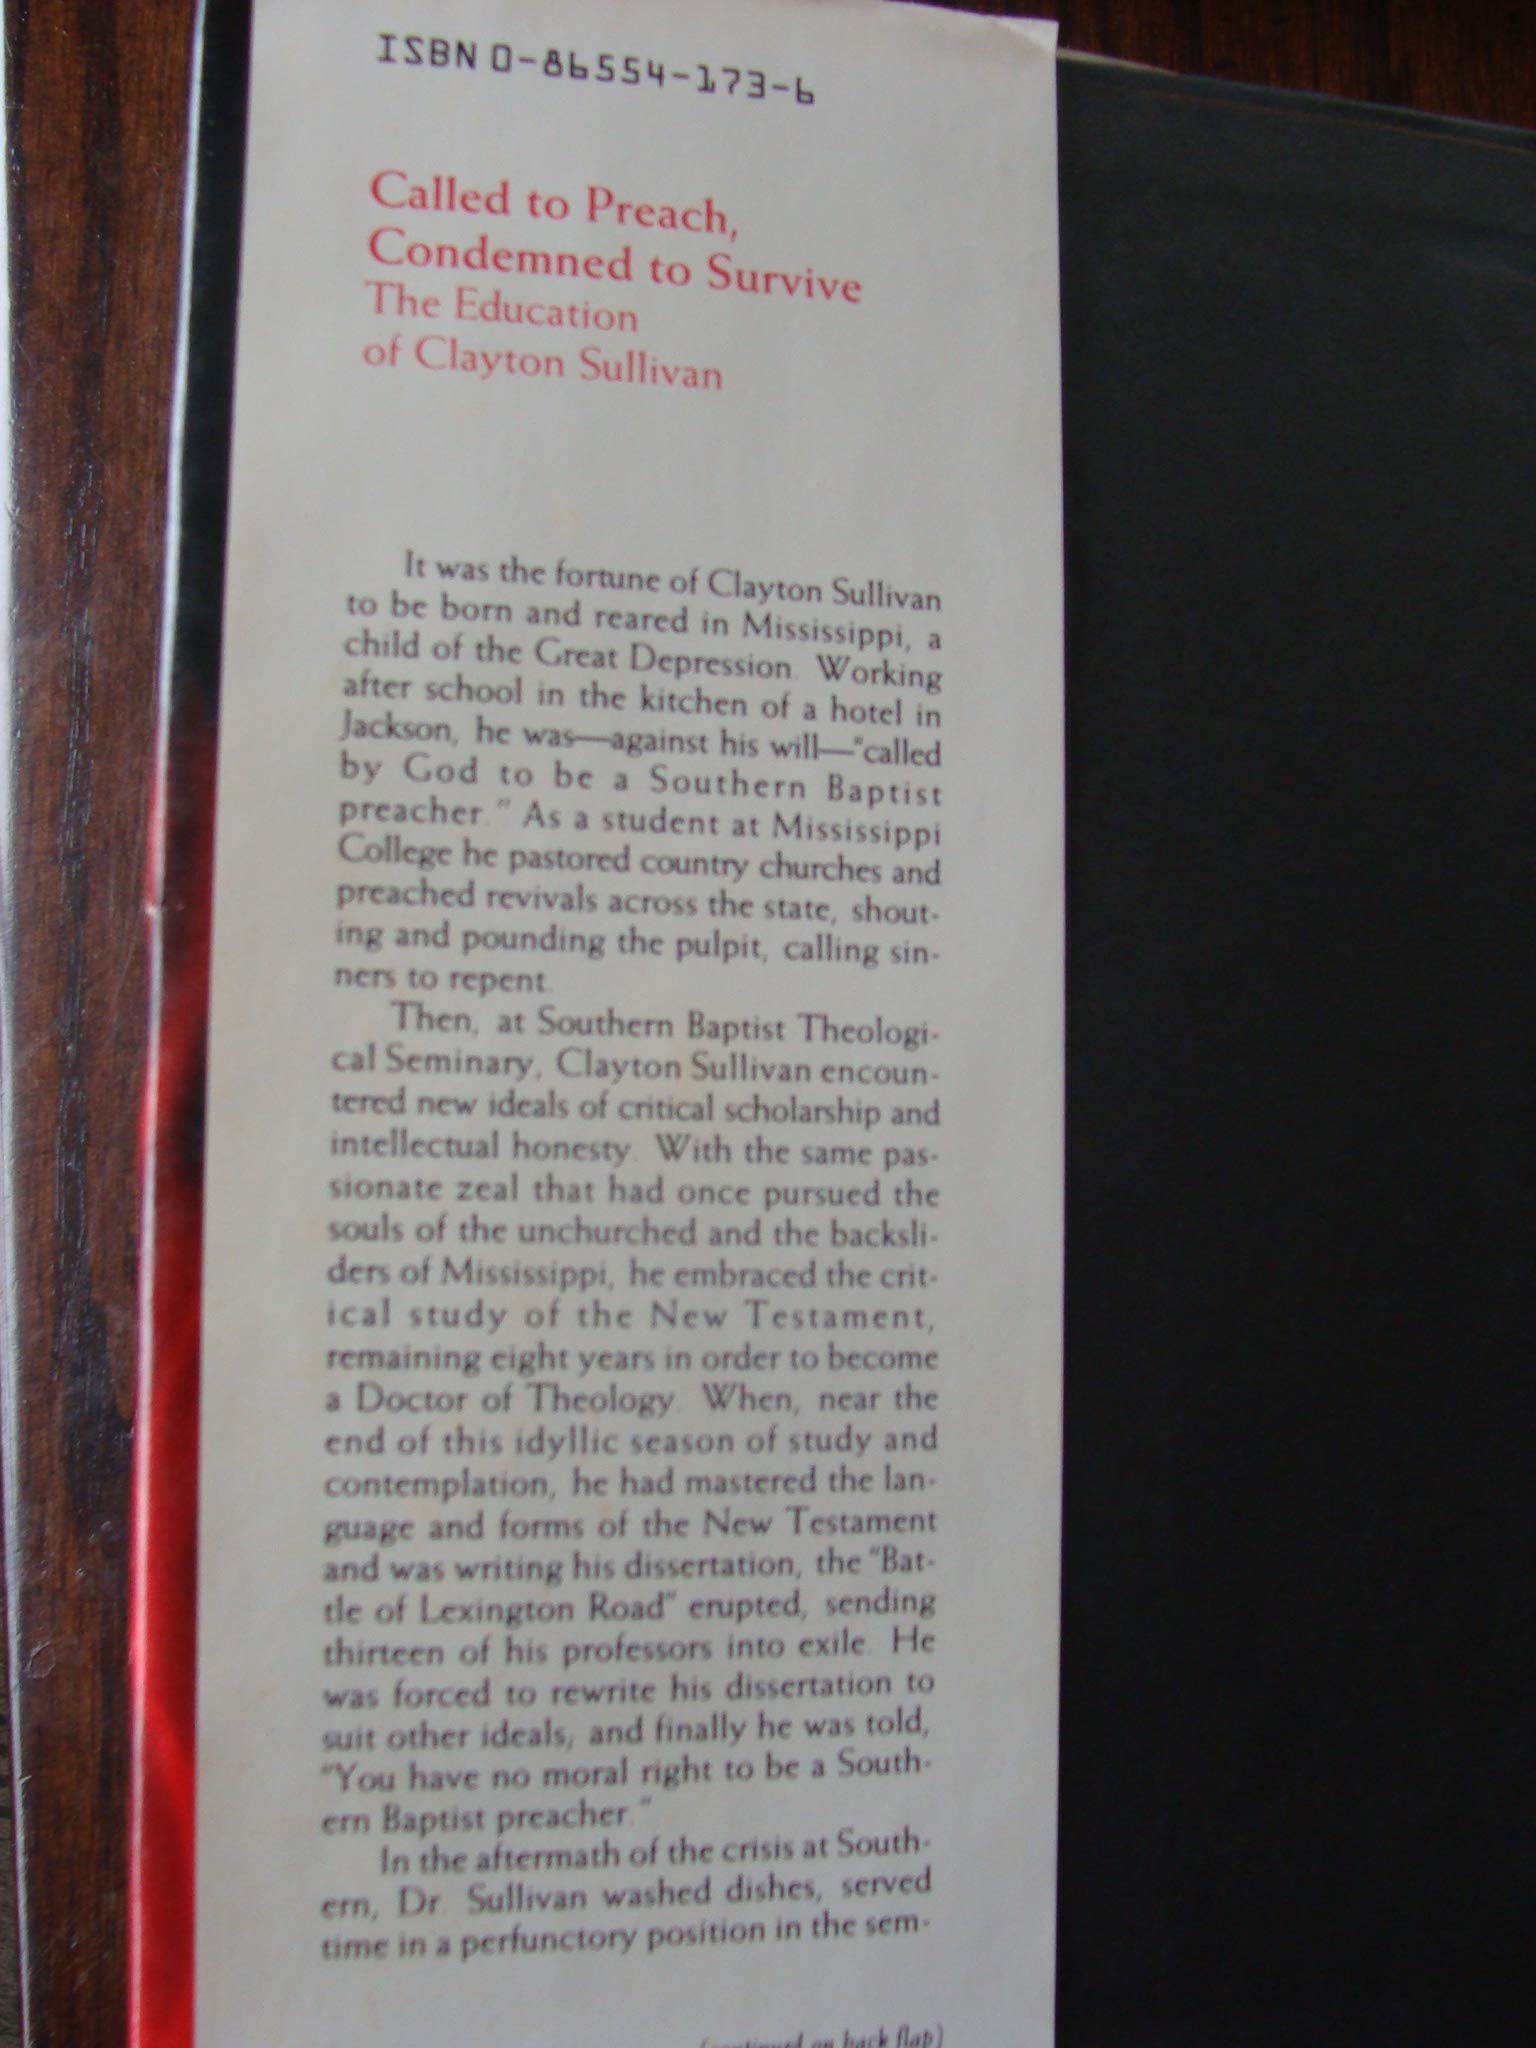 ISBN 0-86554-173-6
Called to Preach,
Condemned to Survive
The Education
of Clayton Sullivan
It was the fortune of Clayton Sullivan
to be born and reared in Mississippi, a
child of the Great Depression. Working
after school in the kitchen of a hotel in
Jackson, he was—against his will—"called
by God to be a Southern Baptist
preacher." As a student at Mississippi
College he pastored country churches and
preached revivals across the state, shout-
ing and pounding the pulpit, calling sin-
ners to repent.
Then, at Southern Baptist Theologi-
cal Seminary, Clayton Sullivan encoun-
tered new ideals of critical scholarship and
intellectual honesty. With the same pas-
sionate zeal that had once pursued the
souls of the unchurched and the backsli-
ders of Mississippi, he embraced the crit-
ical study of the New Testament,
remaining eight years in order to become
a Doctor of Theology. When, near the
end of this idyllic season of study and
contemplation, he had mastered the lan-
guage and forms of the New Testament
and was writing his dissertation, the "Bat-
tle of Lexington Road" erupted, sending
thirteen of his professors into exile. He
was forced to rewrite his dissertation to
suit other ideals, and finally he was told,
"You have no moral right to be a South-
ern Baptist preacher."
In the aftermath of the crisis at South-
ern, Dr. Sullivan washed dishes, served
time in a perfunctory position in the sem-
(continued on back flap)